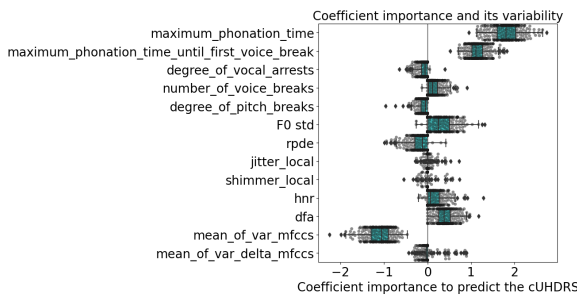 Coefficient importance and its variability
maximum_phonation_time
maximum_phonation_time_until_first_voice_break
degree_of_vocal_arrests
number_of_voice_breaks
degree_of_pitch_breaks
F0 std
rpde
jitter_local
shimmer_local
hnr
dfa
mean_of_var_mfccs
mean_of_var_delta_mfccs
−2 −1 0 1 2
Coefficient importance to predict the cUHDRS